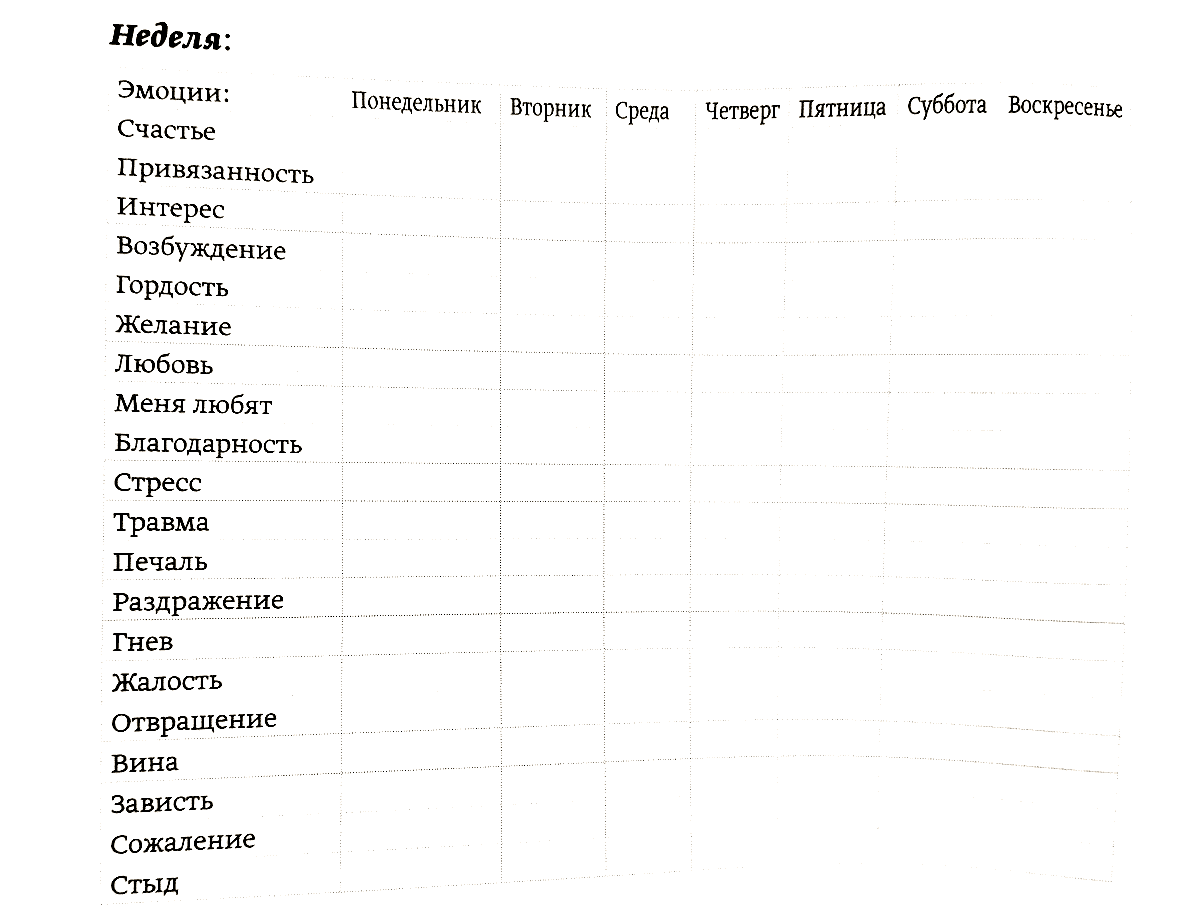 Неделя:
Эмоции: Понедельник Вторник Среда Четверг Пятница Суббота Воскресенье
Счастье
Привязанность
Интерес
Возбуждение
Гордость
Желание
Любовь
Меня любят
Благодарность
Стресс
Травма
Печаль
Раздражение
Гнев
Жалость
Отвращение
Вина
Зависть
Сожаление
Стыд